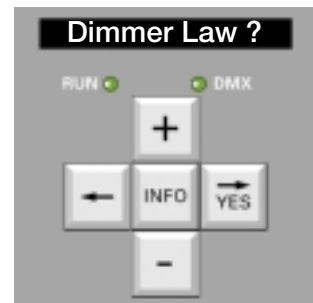 Dimmer Law ?
RUN DMX
+
← INFO → YES
-